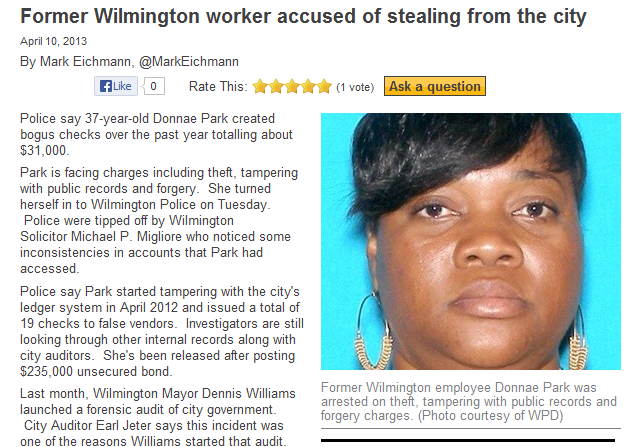 Former Wilmington worker accused of stealing from the city
April 10, 2013
By Mark Eichmann, @MarkEichmann
Like 0 Rate This: (1 vote) Ask a question
Police say 37-year-old Donnae Park created
bogus checks over the past year totalling about
$31,000.
Park is facing charges including theft, tampering
with public records and forgery. She turned
herself in to Wilmington Police on Tuesday.
Police were tipped off by Wilmington
Solicitor Michael P. Migliore who noticed some
inconsistencies in accounts that Park had
accessed.
Police say Park started tampering with the city's
ledger system in April 2012 and issued a total of
19 checks to false vendors. Investigators are still
looking through other internal records along with
city auditors. She's been released after posting
$235,000 unsecured bond.
Last month, Wilmington Mayor Dennis Williams
launched a forensic audit of city government.
City Auditor Earl Jeter says this incident was
one of the reasons Williams started that audit.
Former Wilmington employee Donnae Park was
arrested on theft, tampering with public records and
forgery charges. (Photo courtesy of WPD)